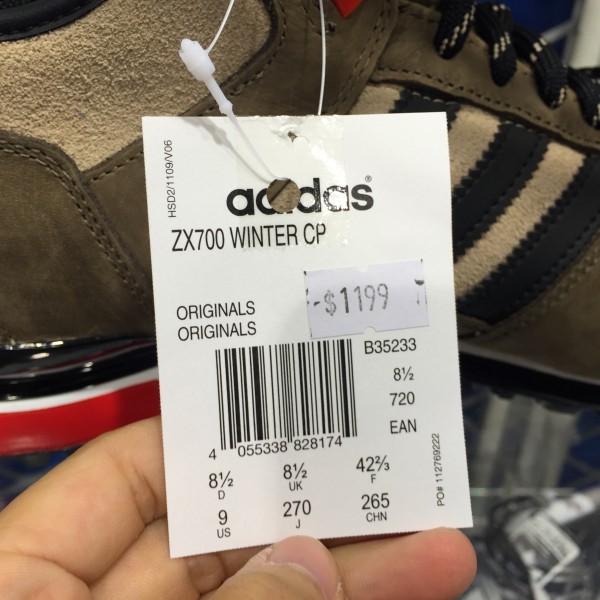 HSD2/1109/V06
adidas®
ZX700 WINTER CP
$1199
ORIGINALS
ORIGINALS
B35233
8½
720
EAN
4 055338 828174
8½ 8½ 42⅔
D UK F
9 270 265
US J CHN
PO# 112769222